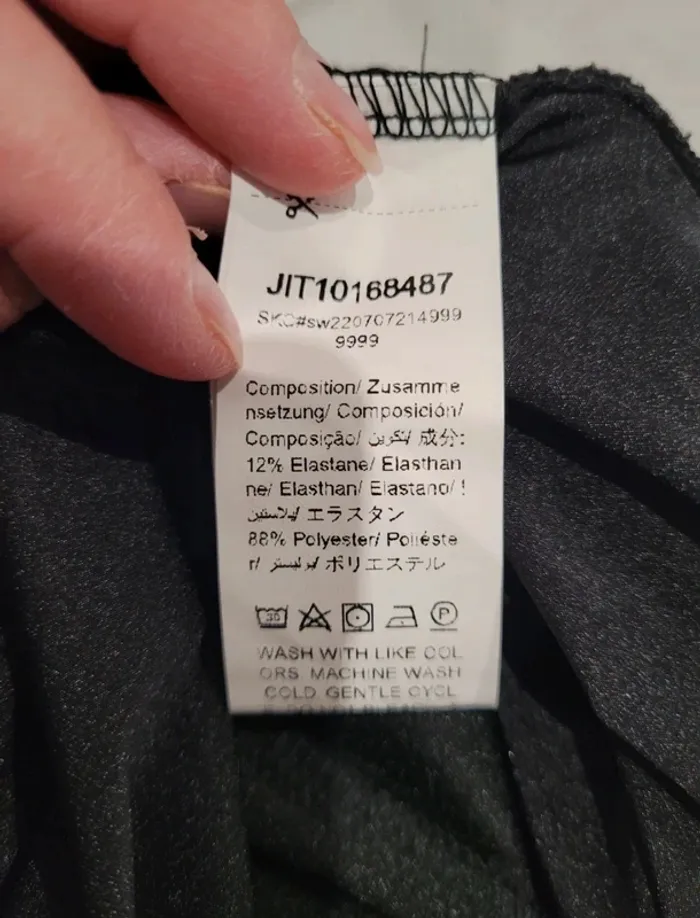 JIT10168487
SKC#sw220707214999
9999
Composition/ Zusamme
nsetzung/ Composición/
Composição/ تكوين/ 成分:
12% Elastane/ Elasthan
ne/ Elasthan/ Elastano/ !
إيلاستين/ エラスタン
88% Polyester/ Poliéste
r/ بوليستر/ ポリエステル
30
P
WASH WITH LIKE COL
ORS MACHINE WASH
COLD GENTLE CYCL